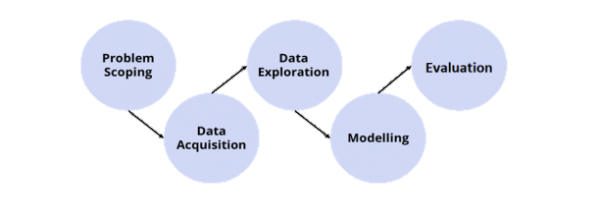 Problem
Scoping
Data
Acquisition
Data
Exploration
Modelling
Evaluation